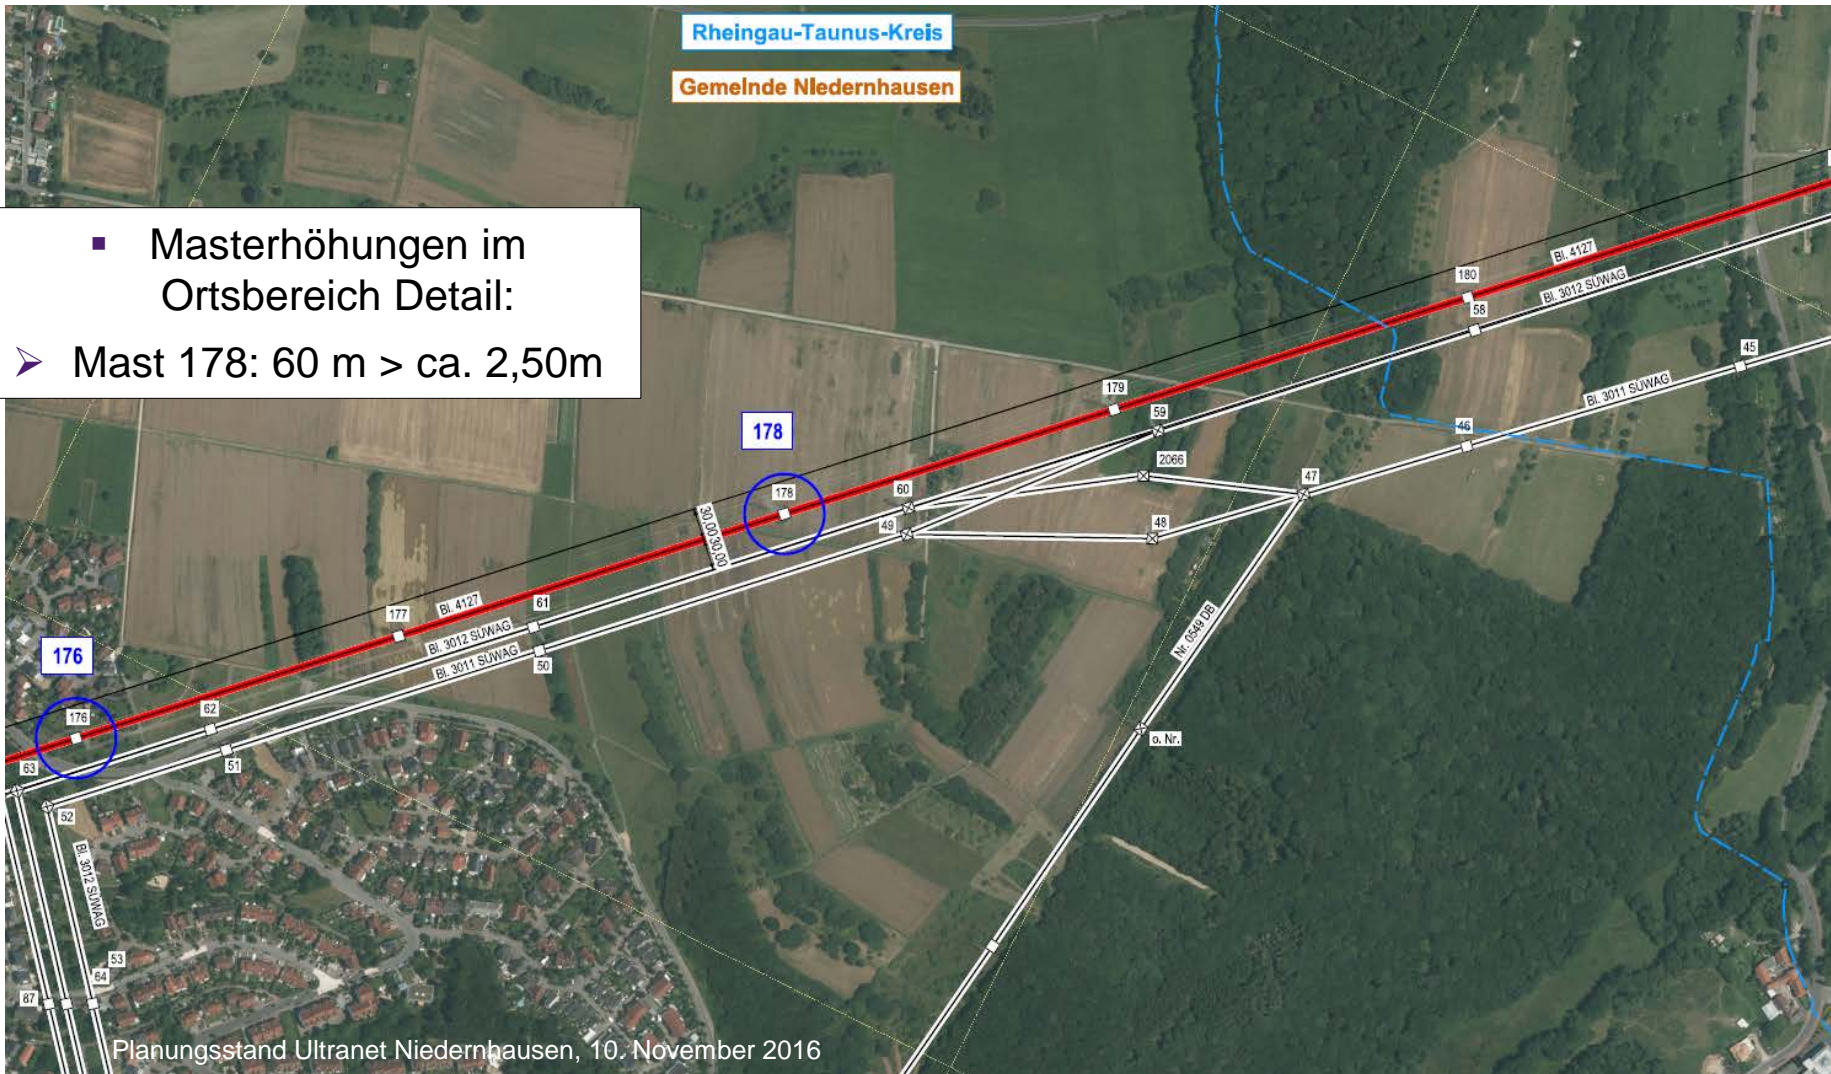 Rheingau-Taunus-Kreis
Gemeinde Niedernhausen
▪ Masterhöhungen im
Ortsbereich Detail:
➢ Mast 178: 60 m > ca. 2,50m
Bl. 4127
180
Bl. 3012 SÜWAG
58
45
179
Bl. 3011 SÜWAG
59
46
178
2066
47
178
60
30,00 30,00
49
48
177
Bl. 4127
61
Bl. 3012 SÜWAG
Nr. 0549 DB
176
Bl. 3011 SÜWAG
50
176
62
o. Nr.
63
51
52
Bl. 3012 SÜWAG
53
64
87
Planungsstand Ultranet Niedernhausen, 10. November 2016